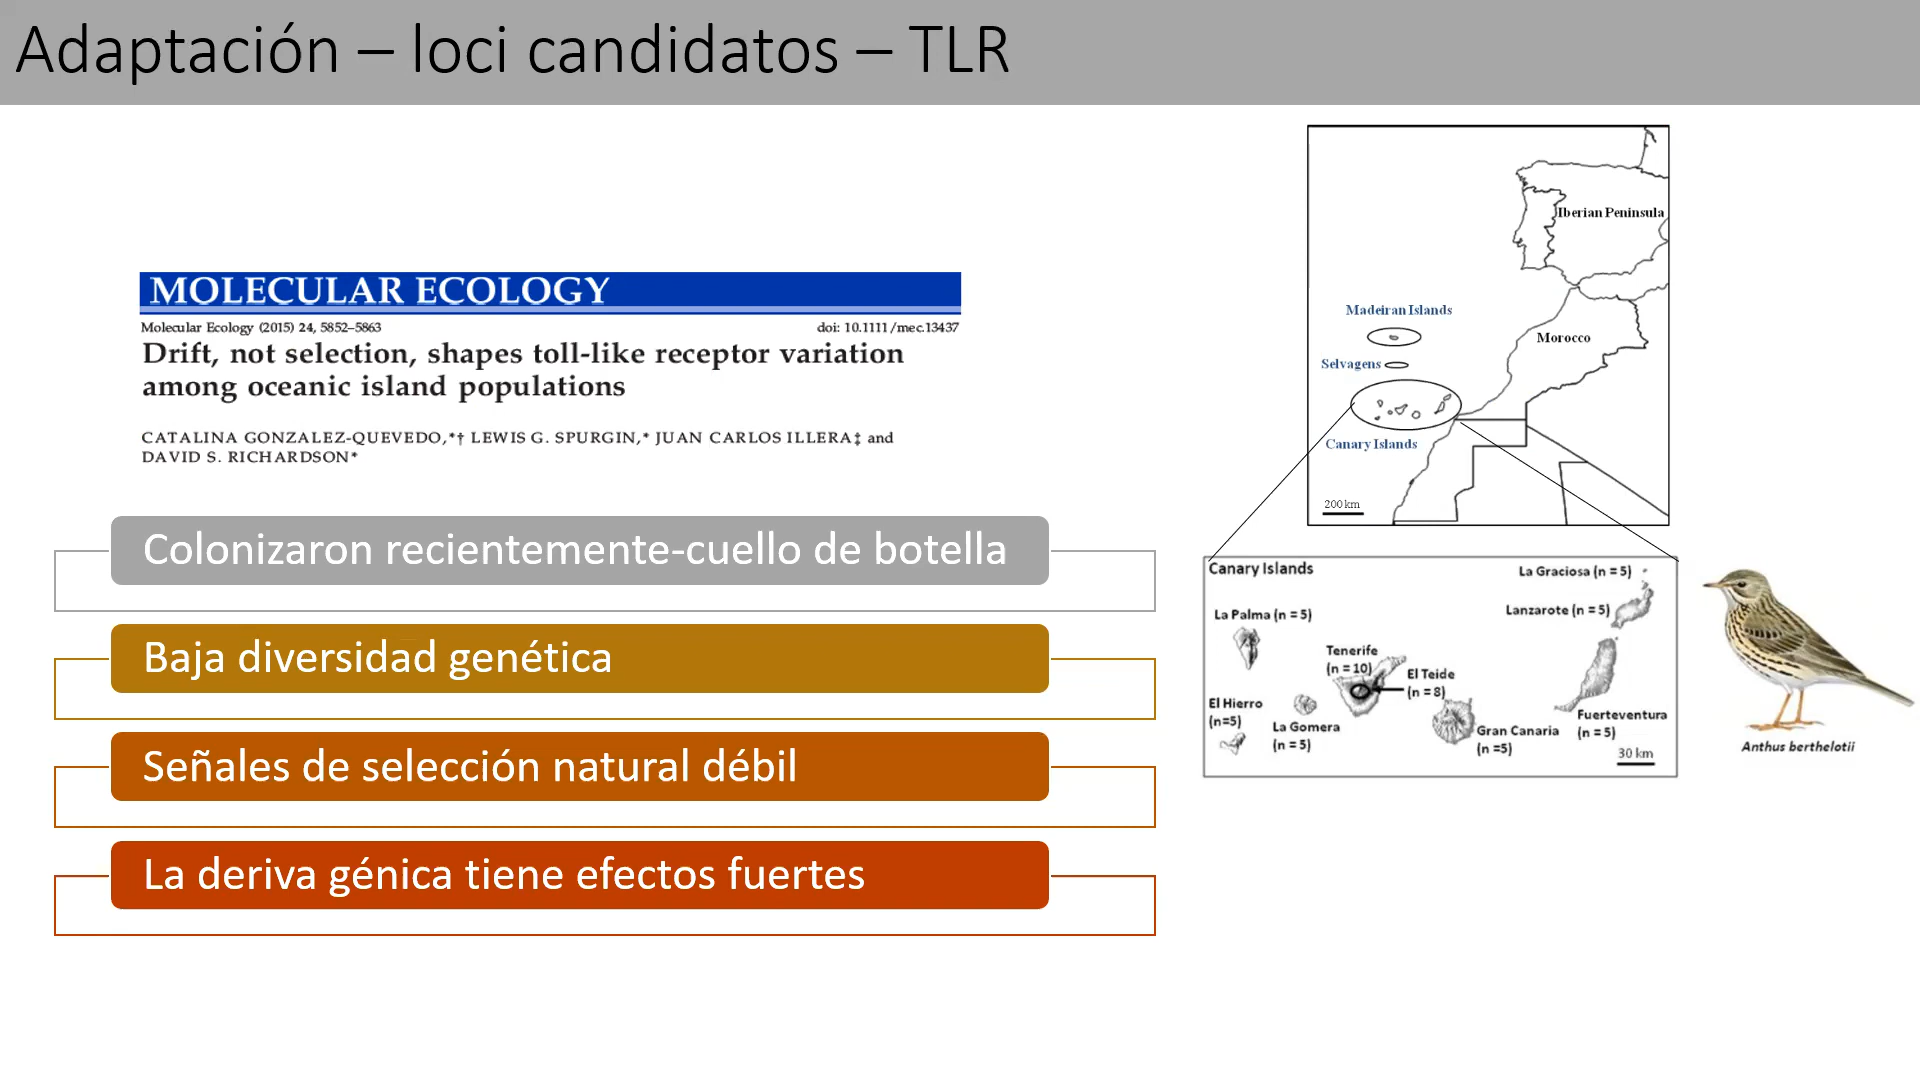 Adaptación – loci candidatos – TLR
MOLECULAR ECOLOGY
Molecular Ecology (2015) 24, 5852–5863
doi: 10.1111/mec.13437
Drift, not selection, shapes toll-like receptor variation
among oceanic island populations
CATALINA GONZALEZ-QUEVEDO,*† LEWIS G. SPURGIN,* JUAN CARLOS ILLERA‡ and
DAVID S. RICHARDSON*
Colonizaron recientemente-cuello de botella
Baja diversidad genética
Señales de selección natural débil
La deriva génica tiene efectos fuertes
Iberian Peninsula
Madeiran Islands
Morocco
Selvagens
Canary Islands
200 km
Canary Islands
La Graciosa (n = 5)
Lanzarote (n = 5)
La Palma (n = 5)
Tenerife
(n = 10)
El Teide
(n = 8)
El Hierro
(n=5)
La Gomera
(n = 5)
Gran Canaria
(n =5)
Fuerteventura
(n = 5)
30 km
Anthus berthelotii